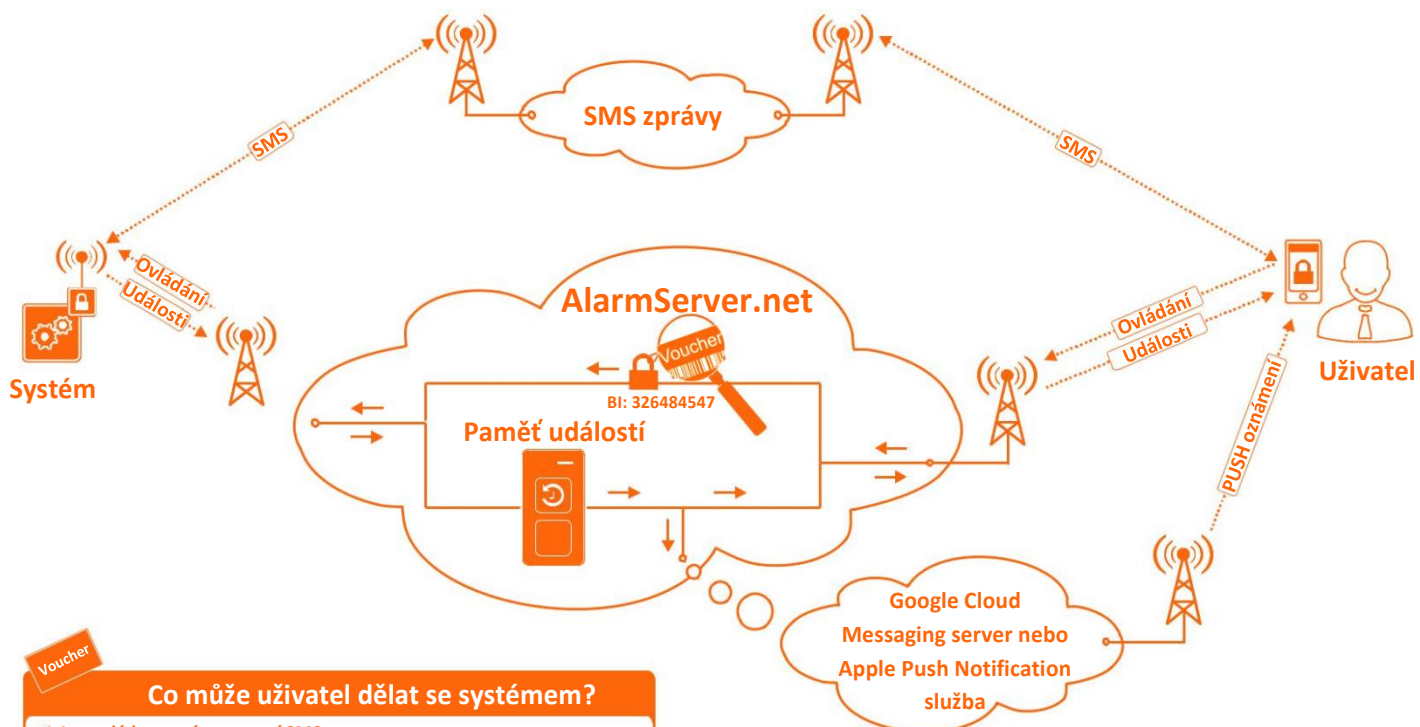 SMS zprávy
SMS
SMS
Ovládání
Události
Systém
AlarmServer.net
Voucher
BI: 326484547
Paměť událostí
Ovládání
Události
Uživatel
PUSH oznámení
Google Cloud
Messaging server nebo
Apple Push Notification
služba
Voucher
Co může uživatel dělat se systémem?